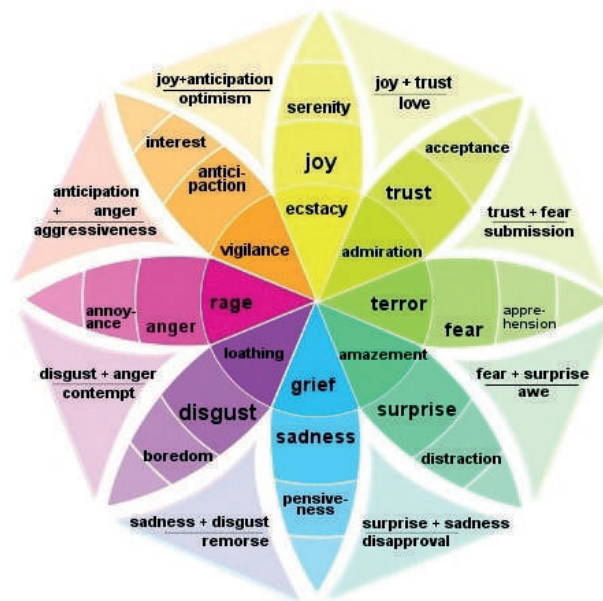 joy+anticipation
optimism
joy + trust
love
serenity
interest
acceptance
joy
antici-
paction
trust
anticipation
+ anger
aggressiveness
ecstacy
trust + fear
submission
vigilance
admiration
annoy-
ance
anger
rage
terror
fear
appre-
hension
loathing
amazement
disgust + anger
contempt
grief
fear + surprise
awe
disgust
surprise
sadness
boredom
distraction
pensive-
ness
sadness + disgust
remorse
surprise + sadness
disapproval